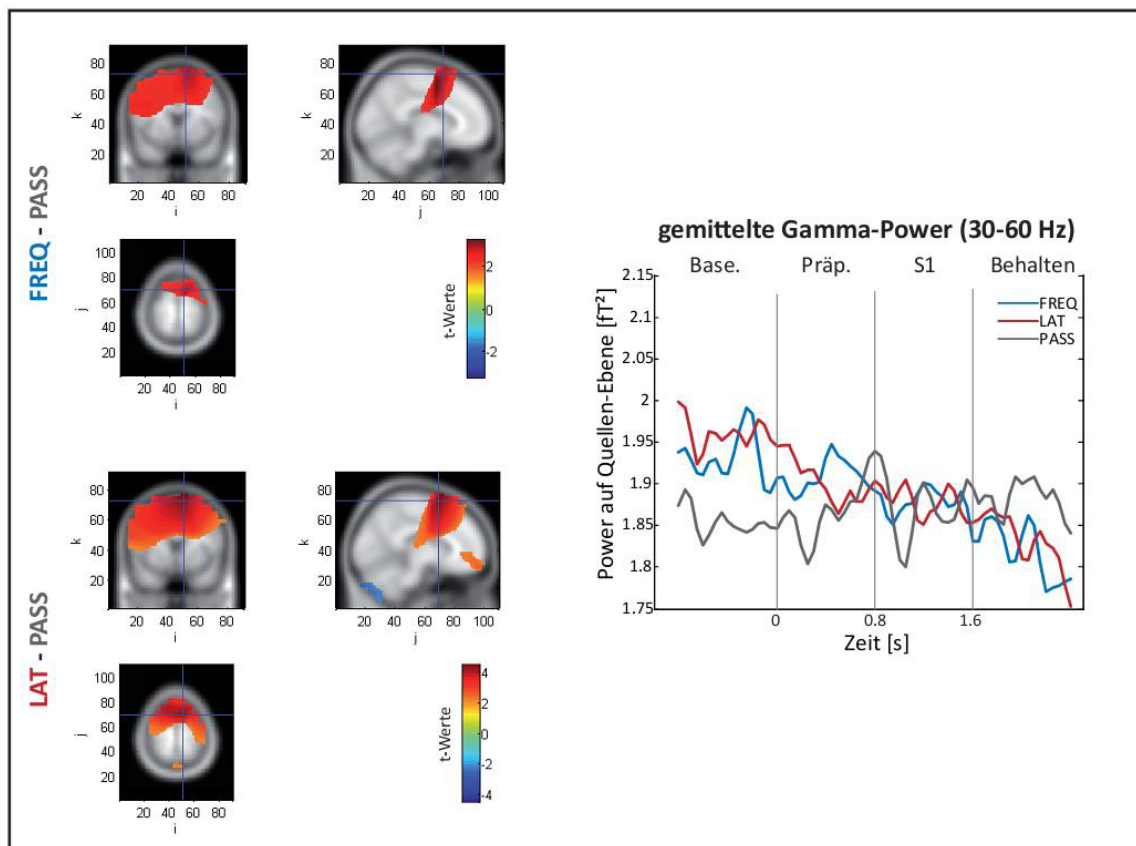 FREQ - PASS
80
60
40
20
k
20 40 60 80
i
80
60
40
20
k
20 40 60 80 100
j
100
80
60
40
20
j
20 40 60 80
i
t-Werte
2
0
-2
LAT - PASS
80
60
40
20
k
20 40 60 80
i
80
60
40
20
k
20 40 60 80 100
j
100
80
60
40
20
j
20 40 60 80
i
t-Werte
4
2
0
-2
-4
gemittelte Gamma-Power (30-60 Hz)
Base. Präp. S1 Behalten
Power auf Quellen-Ebene [fT²]
2.15
2.1
2.05
2
1.95
1.9
1.85
1.8
1.75
FREQ
LAT
PASS
0 0.8 1.6
Zeit [s]